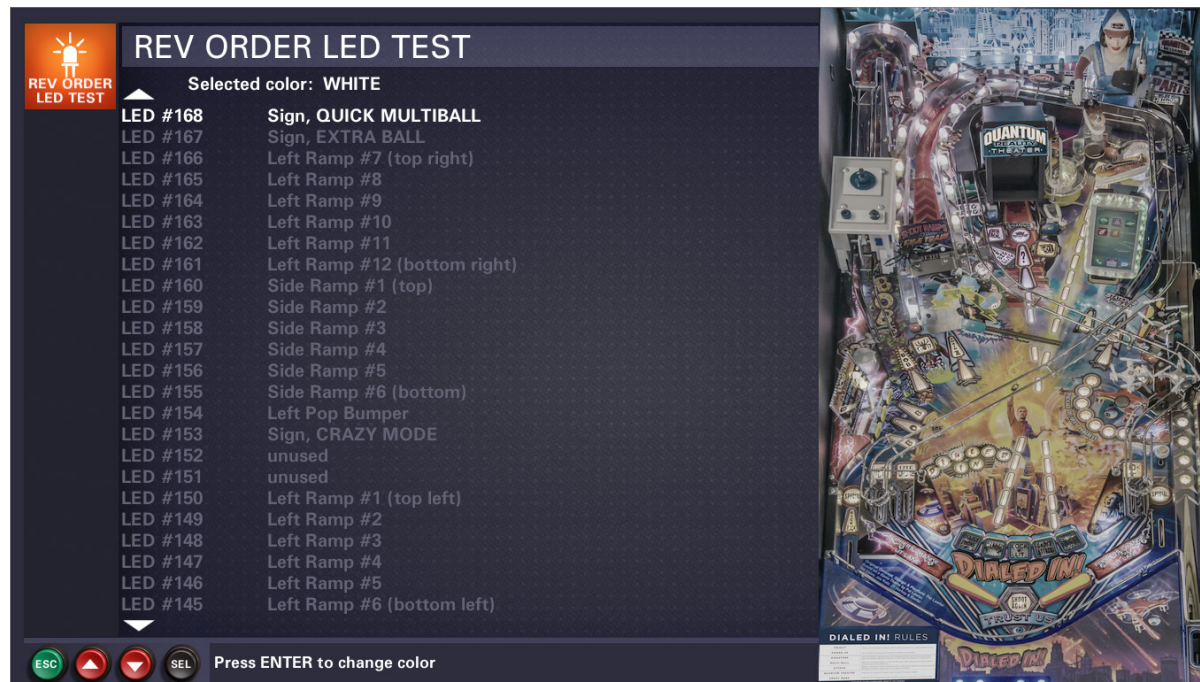 REV ORDER LED TEST
REV ORDER
LED TEST
Selected color: WHITE
LED #168 Sign, QUICK MULTIBALL
LED #167 Sign, EXTRA BALL
LED #166 Left Ramp #7 (top right)
LED #165 Left Ramp #8
LED #164 Left Ramp #9
LED #163 Left Ramp #10
LED #162 Left Ramp #11
LED #161 Left Ramp #12 (bottom right)
LED #160 Side Ramp #1 (top)
LED #159 Side Ramp #2
LED #158 Side Ramp #3
LED #157 Side Ramp #4
LED #156 Side Ramp #5
LED #155 Side Ramp #6 (bottom)
LED #154 Left Pop Bumper
LED #153 Sign, CRAZY MODE
LED #152 unused
LED #151 unused
LED #150 Left Ramp #1 (top left)
LED #149 Left Ramp #2
LED #148 Left Ramp #3
LED #147 Left Ramp #4
LED #146 Left Ramp #5
LED #145 Left Ramp #6 (bottom left)
ESC
SEL
Press ENTER to change color
QUANTUM
THEATER
DIALED IN!
SHOOT
AGAIN
TRUST US
DIALED IN! RULES
DIALED IN!